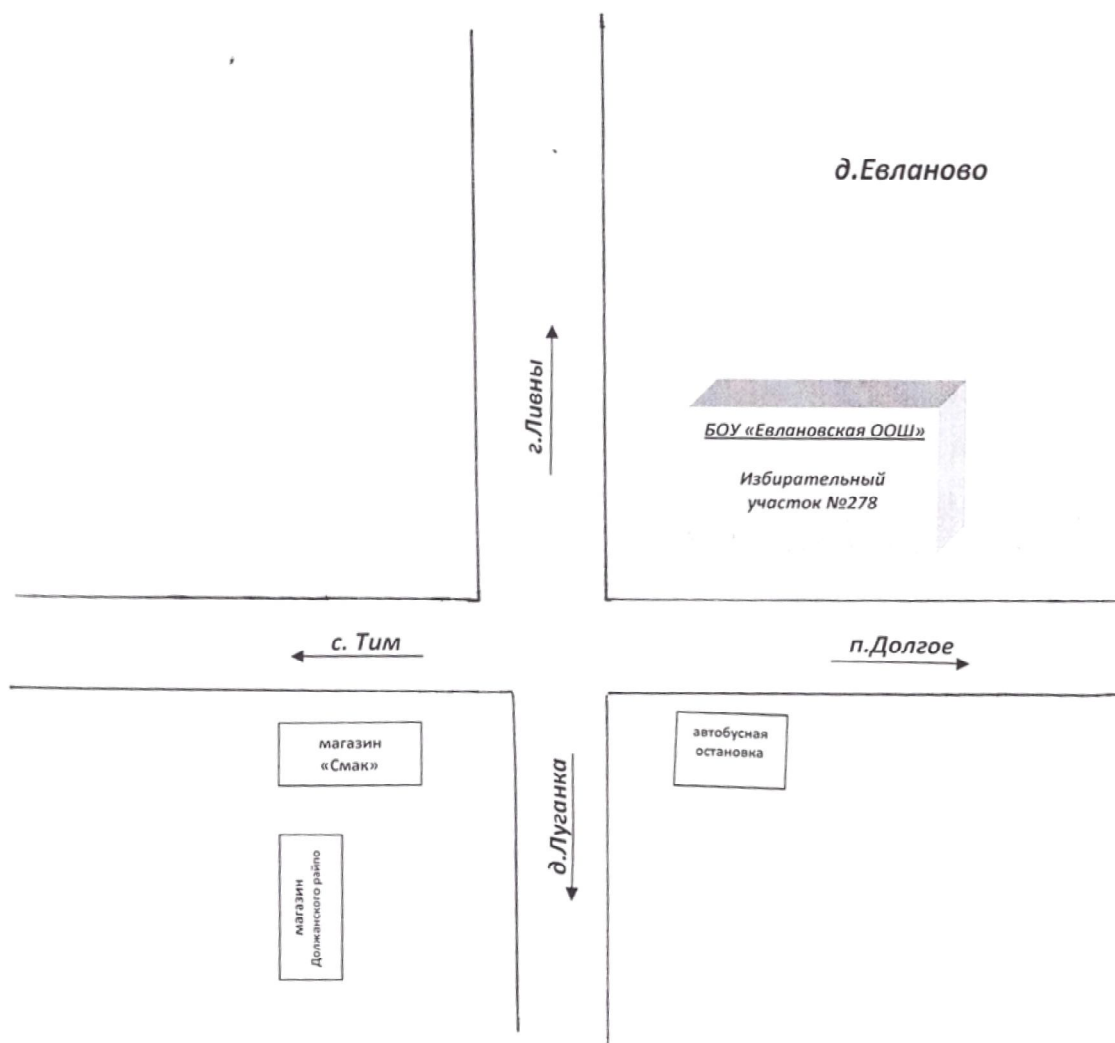 д.Евланово
г.Ливны
БОУ «Евлановская ООШ»
Избирательный
участок №278
с. Тим
п.Долгое
магазин
«Смак»
автобусная
остановка
д.Луганка
магазин
Должанского райпо